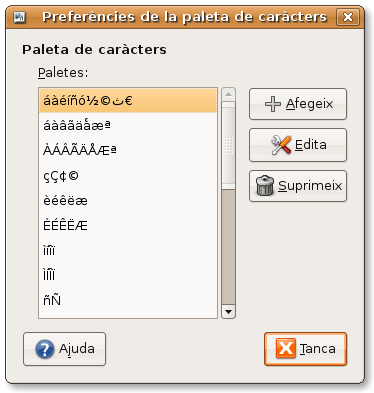 Preferències de la paleta de caràcters
Paleta de caràcters
Paletes:
áàéíñó½©ث€
áàâãäåæª
ÀÁÂÃÄÅÆª
çÇ¢©
èéêëæ
ÈÉÊËÆ
ìíîï
ÌÍÎÏ
ñÑ
Afegeix
Edita
Suprimeix
Ajuda
Tanca